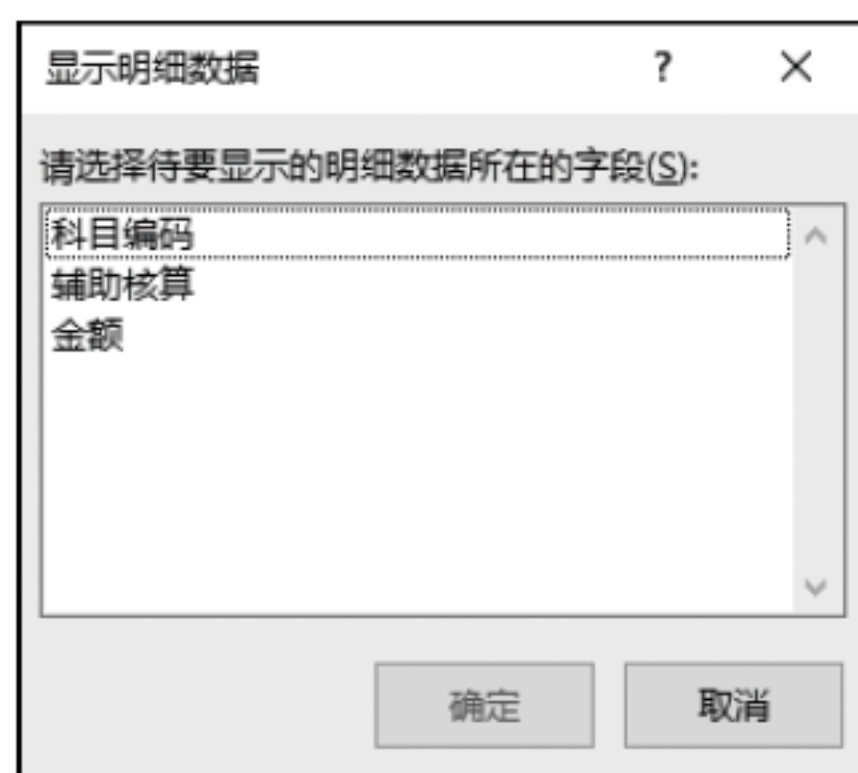 显示明细数据 ? ×
请选择待要显示的明细数据所在的字段(S):
科目编码
辅助核算
金额
确定 取消